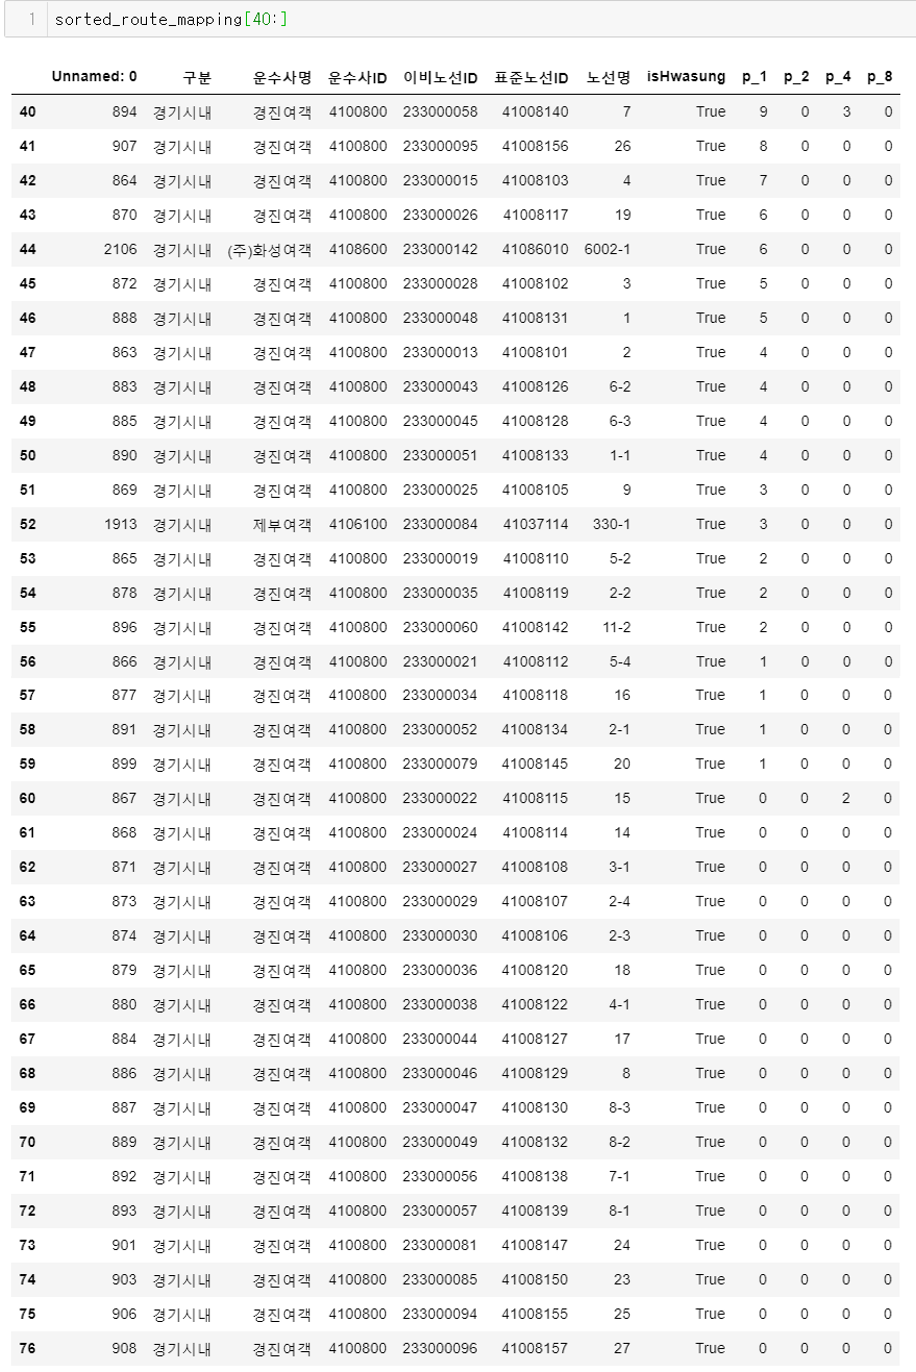 1 sorted_route_mapping[40:]
Unnamed: 0 구분 운수사명 운수사ID 이비노선ID 표준노선ID 노선명 isHwasung p_1 p_2 p_4 p_8
40 894 경기시내 경진여객 4100800 233000058 41008140 7 True 9 0 3 0
41 907 경기시내 경진여객 4100800 233000095 41008156 26 True 8 0 0 0
42 864 경기시내 경진여객 4100800 233000015 41008103 4 True 7 0 0 0
43 870 경기시내 경진여객 4100800 233000026 41008117 19 True 6 0 0 0
44 2106 경기시내 (주)화성여객 4108600 233000142 41086010 6002-1 True 6 0 0 0
45 872 경기시내 경진여객 4100800 233000028 41008102 3 True 5 0 0 0
46 888 경기시내 경진여객 4100800 233000048 41008131 1 True 5 0 0 0
47 863 경기시내 경진여객 4100800 233000013 41008101 2 True 4 0 0 0
48 883 경기시내 경진여객 4100800 233000043 41008126 6-2 True 4 0 0 0
49 885 경기시내 경진여객 4100800 233000045 41008128 6-3 True 4 0 0 0
50 890 경기시내 경진여객 4100800 233000051 41008133 1-1 True 4 0 0 0
51 869 경기시내 경진여객 4100800 233000025 41008105 9 True 3 0 0 0
52 1913 경기시내 제부여객 4106100 233000084 41037114 330-1 True 3 0 0 0
53 865 경기시내 경진여객 4100800 233000019 41008110 5-2 True 2 0 0 0
54 878 경기시내 경진여객 4100800 233000035 41008119 2-2 True 2 0 0 0
55 896 경기시내 경진여객 4100800 233000060 41008142 11-2 True 2 0 0 0
56 866 경기시내 경진여객 4100800 233000021 41008112 5-4 True 1 0 0 0
57 877 경기시내 경진여객 4100800 233000034 41008118 16 True 1 0 0 0
58 891 경기시내 경진여객 4100800 233000052 41008134 2-1 True 1 0 0 0
59 899 경기시내 경진여객 4100800 233000079 41008145 20 True 1 0 0 0
60 867 경기시내 경진여객 4100800 233000022 41008115 15 True 0 0 2 0
61 868 경기시내 경진여객 4100800 233000024 41008114 14 True 0 0 0 0
62 871 경기시내 경진여객 4100800 233000027 41008108 3-1 True 0 0 0 0
63 873 경기시내 경진여객 4100800 233000029 41008107 2-4 True 0 0 0 0
64 874 경기시내 경진여객 4100800 233000030 41008106 2-3 True 0 0 0 0
65 879 경기시내 경진여객 4100800 233000036 41008120 18 True 0 0 0 0
66 880 경기시내 경진여객 4100800 233000038 41008122 4-1 True 0 0 0 0
67 884 경기시내 경진여객 4100800 233000044 41008127 17 True 0 0 0 0
68 886 경기시내 경진여객 4100800 233000046 41008129 8 True 0 0 0 0
69 887 경기시내 경진여객 4100800 233000047 41008130 8-3 True 0 0 0 0
70 889 경기시내 경진여객 4100800 233000049 41008132 8-2 True 0 0 0 0
71 892 경기시내 경진여객 4100800 233000056 41008138 7-1 True 0 0 0 0
72 893 경기시내 경진여객 4100800 233000057 41008139 8-1 True 0 0 0 0
73 901 경기시내 경진여객 4100800 233000081 41008147 24 True 0 0 0 0
74 903 경기시내 경진여객 4100800 233000085 41008150 23 True 0 0 0 0
75 906 경기시내 경진여객 4100800 233000094 41008155 25 True 0 0 0 0
76 908 경기시내 경진여객 4100800 233000096 41008157 27 True 0 0 0 0